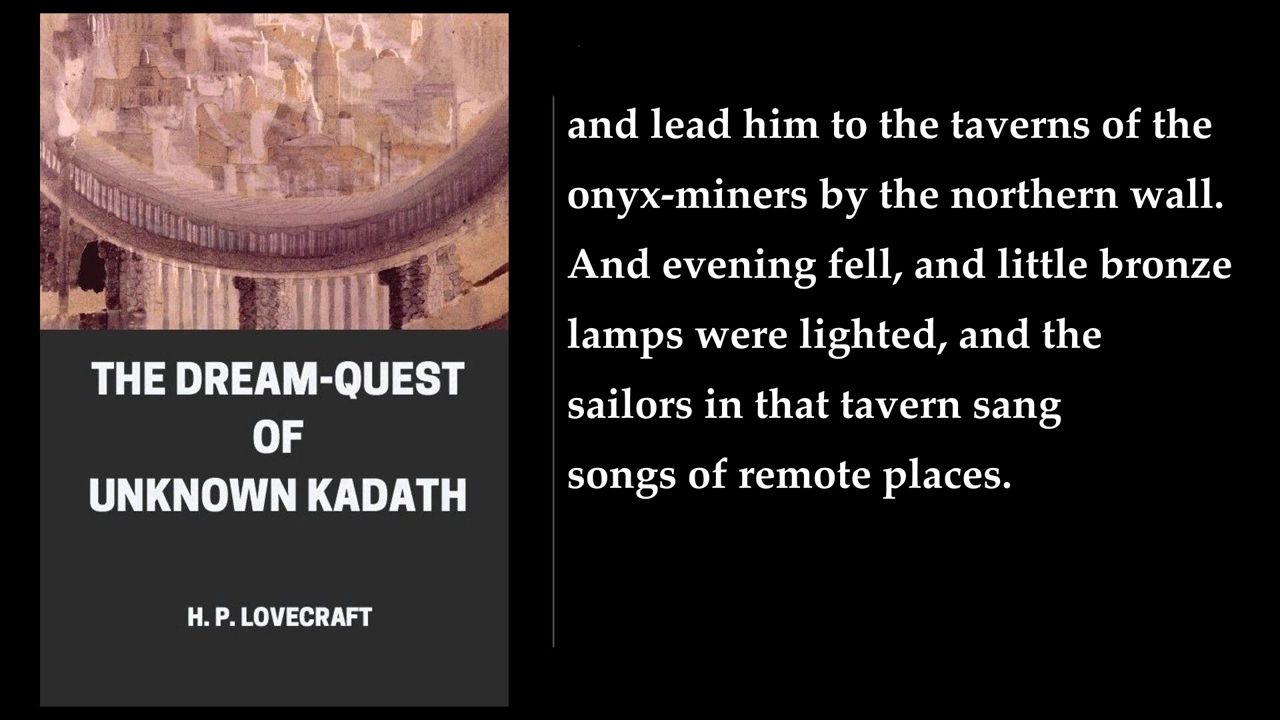 THE DREAM-QUEST
OF
UNKNOWN KADATH
H. P. LOVECRAFT
and lead him to the taverns of the
onyx-miners by the northern wall.
And evening fell, and little bronze
lamps were lighted, and the
sailors in that tavern sang
songs of remote places.